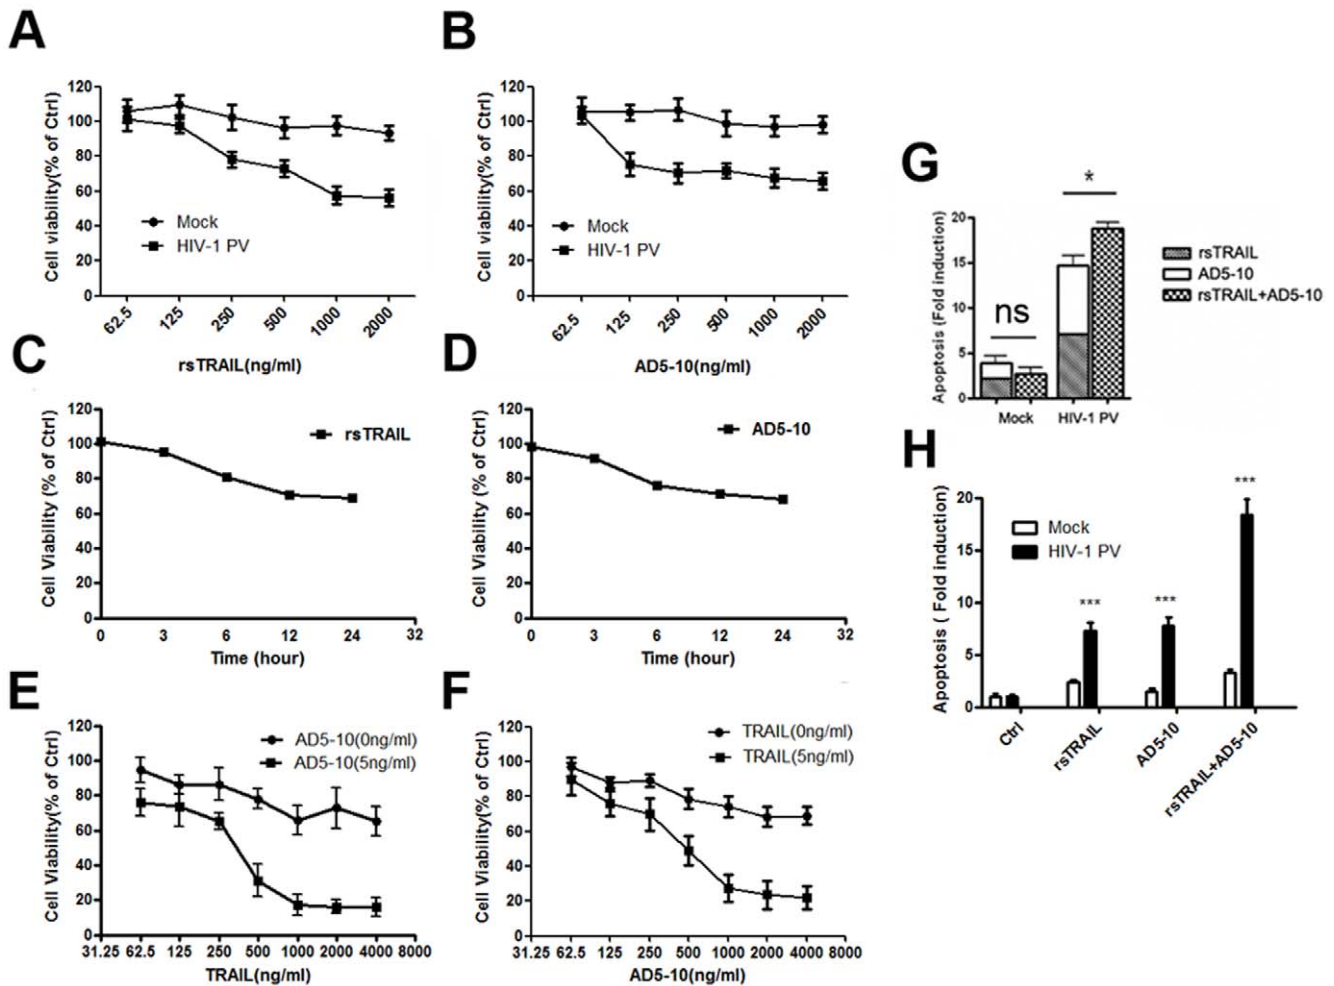 A
Cell viability(% of Ctrl)
120
100
80
60
40
20
0
Mock
HIV-1 PV
62.5 125 250 500 1000 2000
rsTRAIL(ng/ml)
B
Cell viability(% of Ctrl)
120
100
80
60
40
20
0
Mock
HIV-1 PV
62.5 125 250 500 1000 2000
AD5-10(ng/ml)
C
Cell Viability (% of Ctrl)
120
100
80
60
40
20
0
rsTRAIL
0 3 6 12 24 32
Time (hour)
D
Cell Viability (% of Ctrl)
120
100
80
60
40
20
0
AD5-10
0 3 6 12 24 32
Time (hour)
E
Cell Viability(% of Ctrl)
120
100
80
60
40
20
0
AD5-10(0ng/ml)
AD5-10(5ng/ml)
31.25 62.5 125 250 500 1000 2000 4000 8000
TRAIL(ng/ml)
F
Cell Viability(% of Ctrl)
120
100
80
60
40
20
0
TRAIL(0ng/ml)
TRAIL(5ng/ml)
31.25 62.5 125 250 500 1000 2000 4000 8000
AD5-10(ng/ml)
G
Apoptosis (Fold induction)
20
15
10
5
0
ns
*
rsTRAIL
AD5-10
rsTRAIL+AD5-10
Mock HIV-1 PV
H
Apoptosis ( Fold induction)
20
15
10
5
0
Mock
HIV-1 PV
***
***
***
Ctrl rsTRAIL AD5-10 rsTRAIL+AD5-10